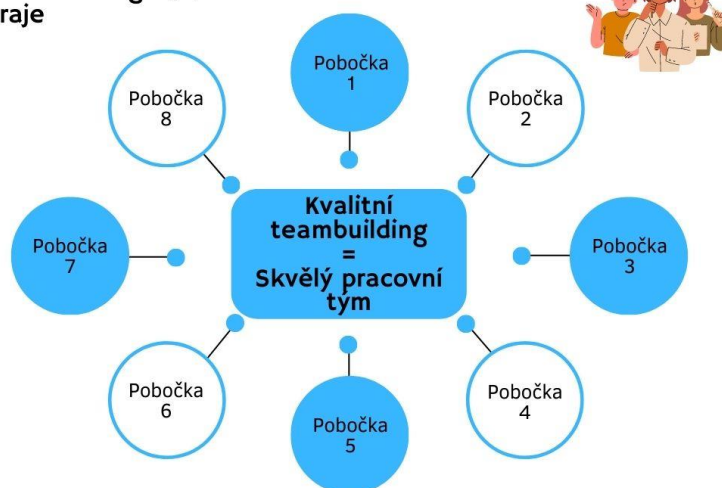 raje
Pobočka
1
Pobočka
8
Pobočka
2
Kvalitní
teambuilding
=
Skvělý pracovní
tým
Pobočka
7
Pobočka
3
Pobočka
6
Pobočka
4
Pobočka
5